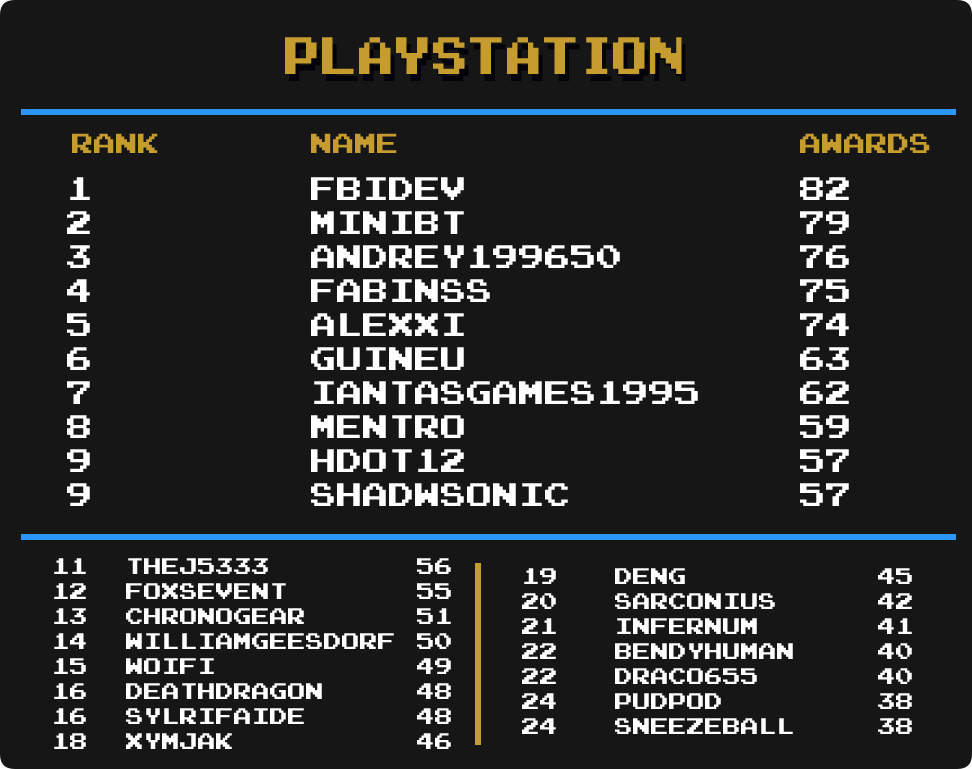 PLAYSTATION
RANK NAME AWARDS
1 FBIDEV 82
2 MINIBT 79
3 ANDREY199650 76
4 FABINSS 75
5 ALEXXI 74
6 GUINEU 63
7 IANTASGAMES1995 62
8 MENTRO 59
9 HDOT12 57
9 SHADWSONIC 57
11 THEJ5333 56
12 FOXSEVENT 55
13 CHRONOGEAR 51
14 WILLIAMGEESDORF 50
15 WOIFI 49
16 DEATHDRAGON 48
16 SYLRIFAIDE 48
18 XYMJAK 46
19 DENG 45
20 SARCONIUS 42
21 INFERNUM 41
22 BENDYHUMAN 40
22 DRACO655 40
24 PUDPOD 38
24 SNEEZEBALL 38